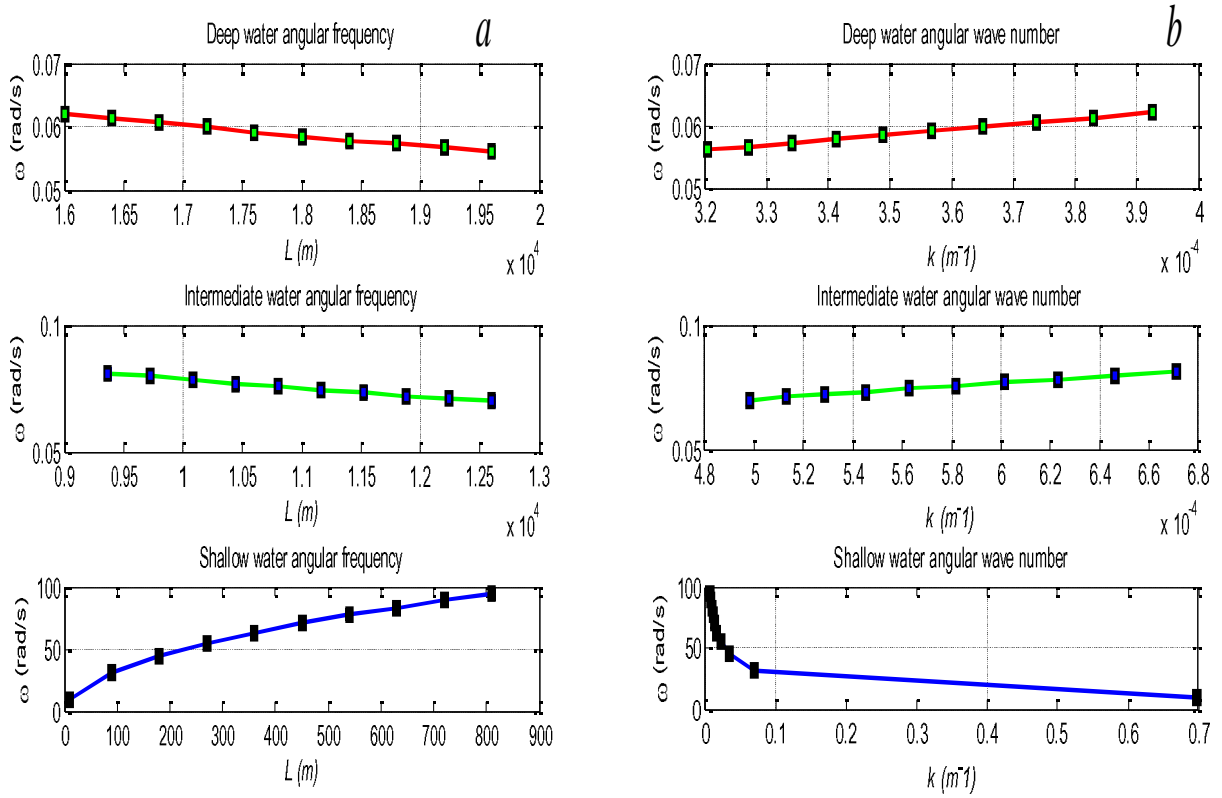 a
Deep water angular frequency
ω (rad/s)
0.07
0.06
0.05
1.6 1.65 1.7 1.75 1.8 1.85 1.9 1.95 2
L (m)
x 10^4
Intermediate water angular frequency
ω (rad/s)
0.1
0.05
0.9 0.95 1 1.05 1.1 1.15 1.2 1.25 1.3
L (m)
x 10^4
Shallow water angular frequency
ω (rad/s)
100
50
0
0 100 200 300 400 500 600 700 800 900
L (m)
b
Deep water angular wave number
ω (rad/s)
0.07
0.06
0.05
3.2 3.3 3.4 3.5 3.6 3.7 3.8 3.9 4
k (m⁻1)
x 10^-4
Intermediate water angular wave number
ω (rad/s)
0.1
0.05
4.8 5 5.2 5.4 5.6 5.8 6 6.2 6.4 6.6 6.8
k (m⁻1)
x 10^-4
Shallow water angular wave number
ω (rad/s)
100
50
0
0 0.1 0.2 0.3 0.4 0.5 0.6 0.7
k (m⁻1)